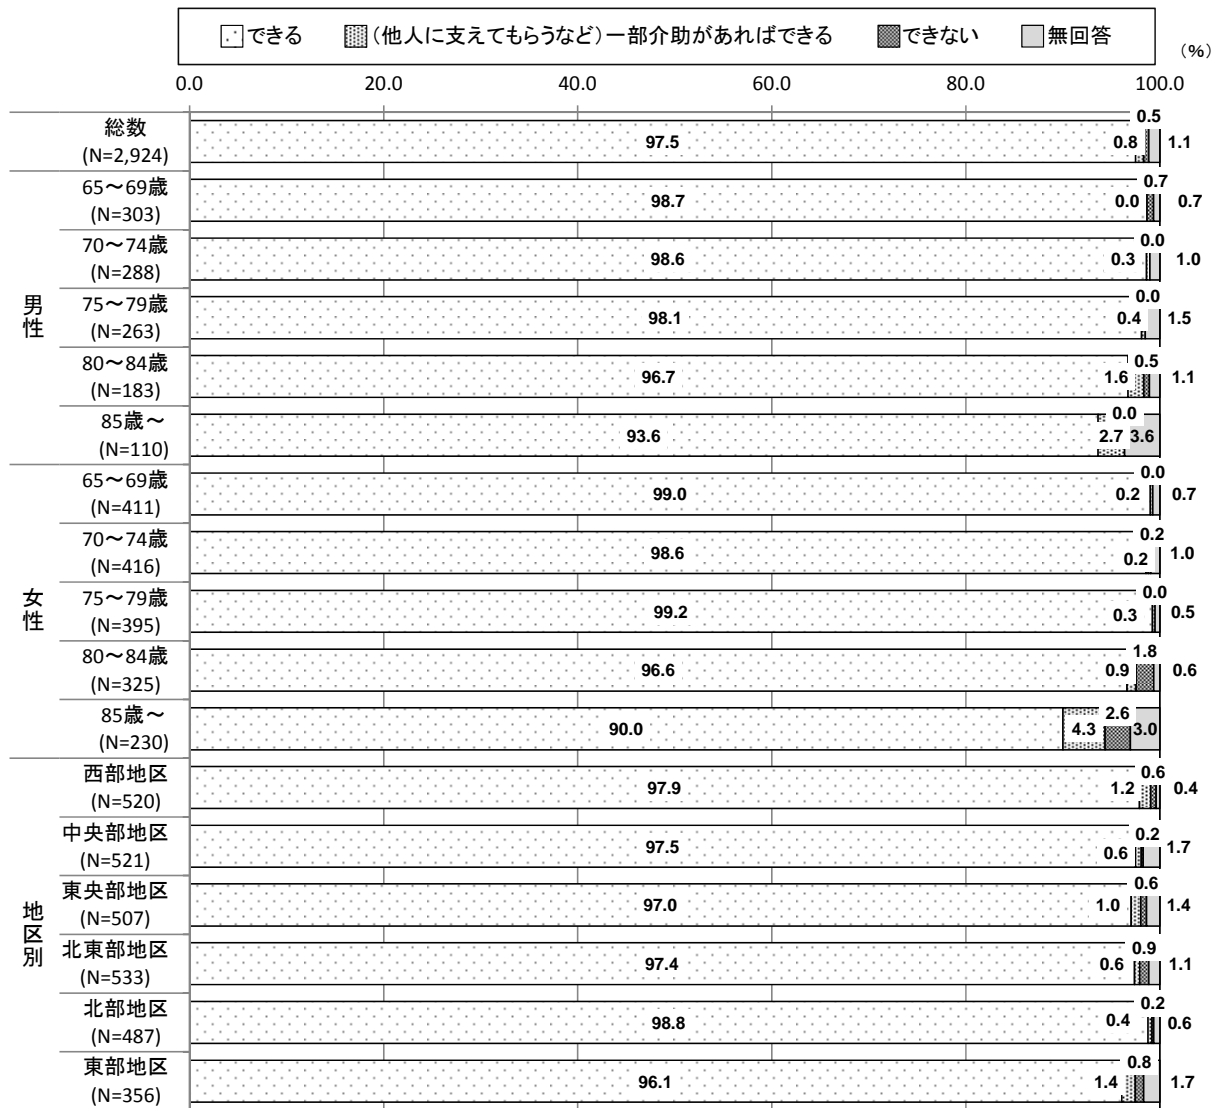 できる (他人に支えてもらうなど)一部介助があればできる できない 無回答
(%)
0.0 20.0 40.0 60.0 80.0 100.0
総数
(N=2,924)
97.5 0.8 0.5 1.1
男性
65～69歳
(N=303)
98.7 0.0 0.7 0.7
70～74歳
(N=288)
98.6 0.3 0.0 1.0
75～79歳
(N=263)
98.1 0.4 0.0 1.5
80～84歳
(N=183)
96.7 1.6 0.5 1.1
85歳～
(N=110)
93.6 2.7 0.0 3.6
女性
65～69歳
(N=411)
99.0 0.2 0.0 0.7
70～74歳
(N=416)
98.6 0.2 0.2 1.0
75～79歳
(N=395)
99.2 0.3 0.0 0.5
80～84歳
(N=325)
96.6 0.9 1.8 0.6
85歳～
(N=230)
90.0 4.3 2.6 3.0
地区別
西部地区
(N=520)
97.9 1.2 0.6 0.4
中央部地区
(N=521)
97.5 0.6 0.2 1.7
東央部地区
(N=507)
97.0 1.0 0.6 1.4
北東部地区
(N=533)
97.4 0.6 0.9 1.1
北部地区
(N=487)
98.8 0.4 0.2 0.6
東部地区
(N=356)
96.1 1.4 0.8 1.7